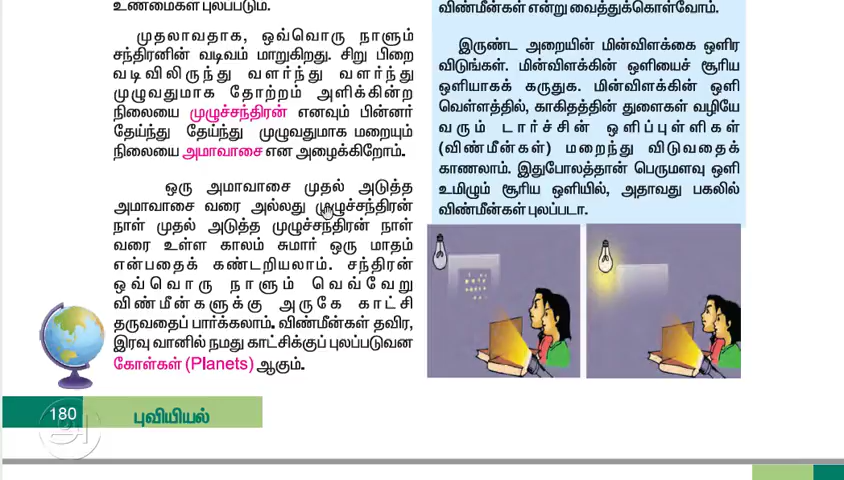 உண்மைகள் புலப்படும்.
முதலாவதாக, ஒவ்வொரு நாளும்
சந்திரனின் வடிவம் மாறுகிறது. சிறு பிறை
வடிவிலிருந்து வளர்ந்து வளர்ந்து
முழுவதுமாக தோற்றம் அளிக்கின்ற
நிலையை முழுச்சந்திரன் எனவும் பின்னர்
தேய்ந்து தேய்ந்து முழுவதுமாக மறையும்
நிலையை அமாவாசை என அழைக்கிறோம்.
ஒரு அமாவாசை முதல் அடுத்த
அமாவாசை வரை அல்லது முழுச்சந்திரன்
நாள் முதல் அடுத்த முழுச்சந்திரன் நாள்
வரை உள்ள காலம் சுமார் ஒரு மாதம்
என்பதைக் கண்டறியலாம். சந்திரன்
ஒவ்வொரு நாளும் வெவ்வேறு
விண்மீன்களுக்கு அருகே காட்சி
தருவதைப் பார்க்கலாம். விண்மீன்கள் தவிர,
இரவு வானில் நமது காட்சிக்குப் புலப்படுவன
கோள்கள் (Planets) ஆகும்.
விண்மீன்கள் என்று வைத்துக்கொள்வோம்.
இருண்ட அறையின் மின்விளக்கை ஒளிர
விடுங்கள். மின்விளக்கின் ஒளியைச் சூரிய
ஒளியாகக் கருதுக. மின்விளக்கின் ஒளி
வெள்ளத்தில், காகிதத்தின் துளைகள் வழியே
வரும் டார்ச்சின் ஒளிப்புள்ளிகள்
(விண்மீன்கள்) மறைந்து விடுவதைக்
காணலாம். இதுபோலத்தான் பெருமளவு ஒளி
உமிழும் சூரிய ஒளியில், அதாவது பகலில்
விண்மீன்கள் புலப்படா.
180 புவியியல்
அ